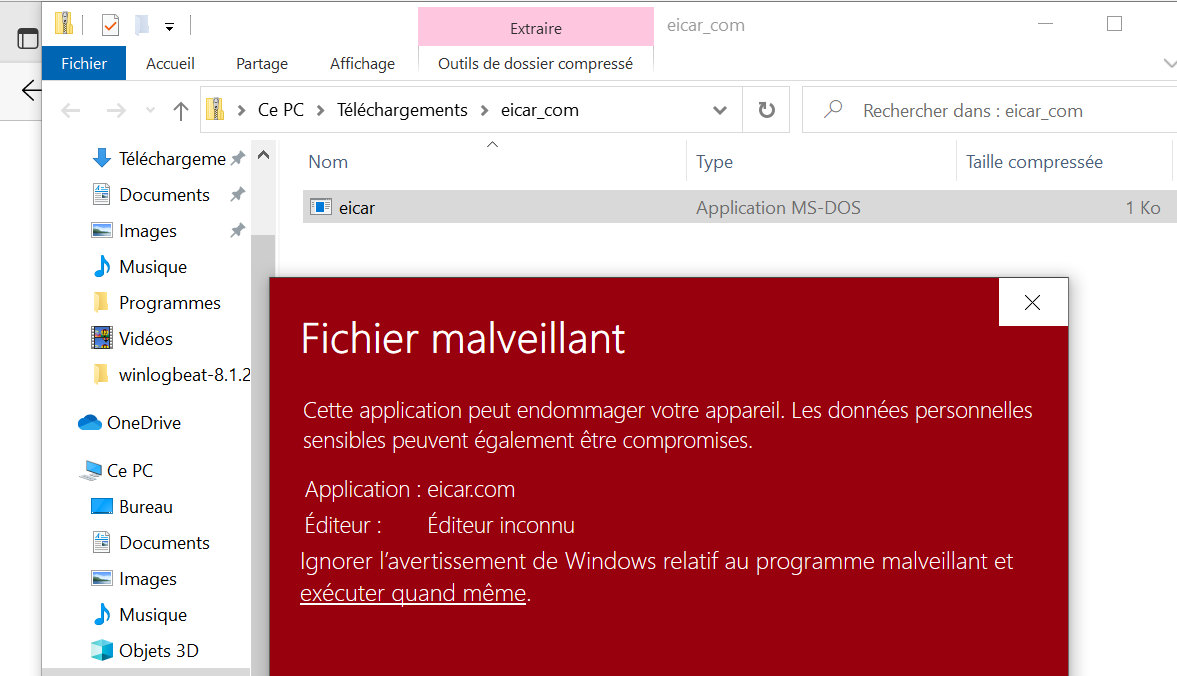 Extraire
eicar_com
Fichier
Accueil
Partage
Affichage
Outils de dossier compressé
Ce PC
Téléchargements
eicar_com
Rechercher dans : eicar_com
Nom
Type
Taille compressée
eicar
Application MS-DOS
1 Ko
Téléchargeme
Documents
Images
Musique
Programmes
Vidéos
winlogbeat-8.1.2
OneDrive
Ce PC
Bureau
Documents
Images
Musique
Objets 3D
Fichier malveillant
Cette application peut endommager votre appareil. Les données personnelles
sensibles peuvent également être compromises.
Application : eicar.com
Éditeur : Éditeur inconnu
Ignorer l’avertissement de Windows relatif au programme malveillant et
exécuter quand même.